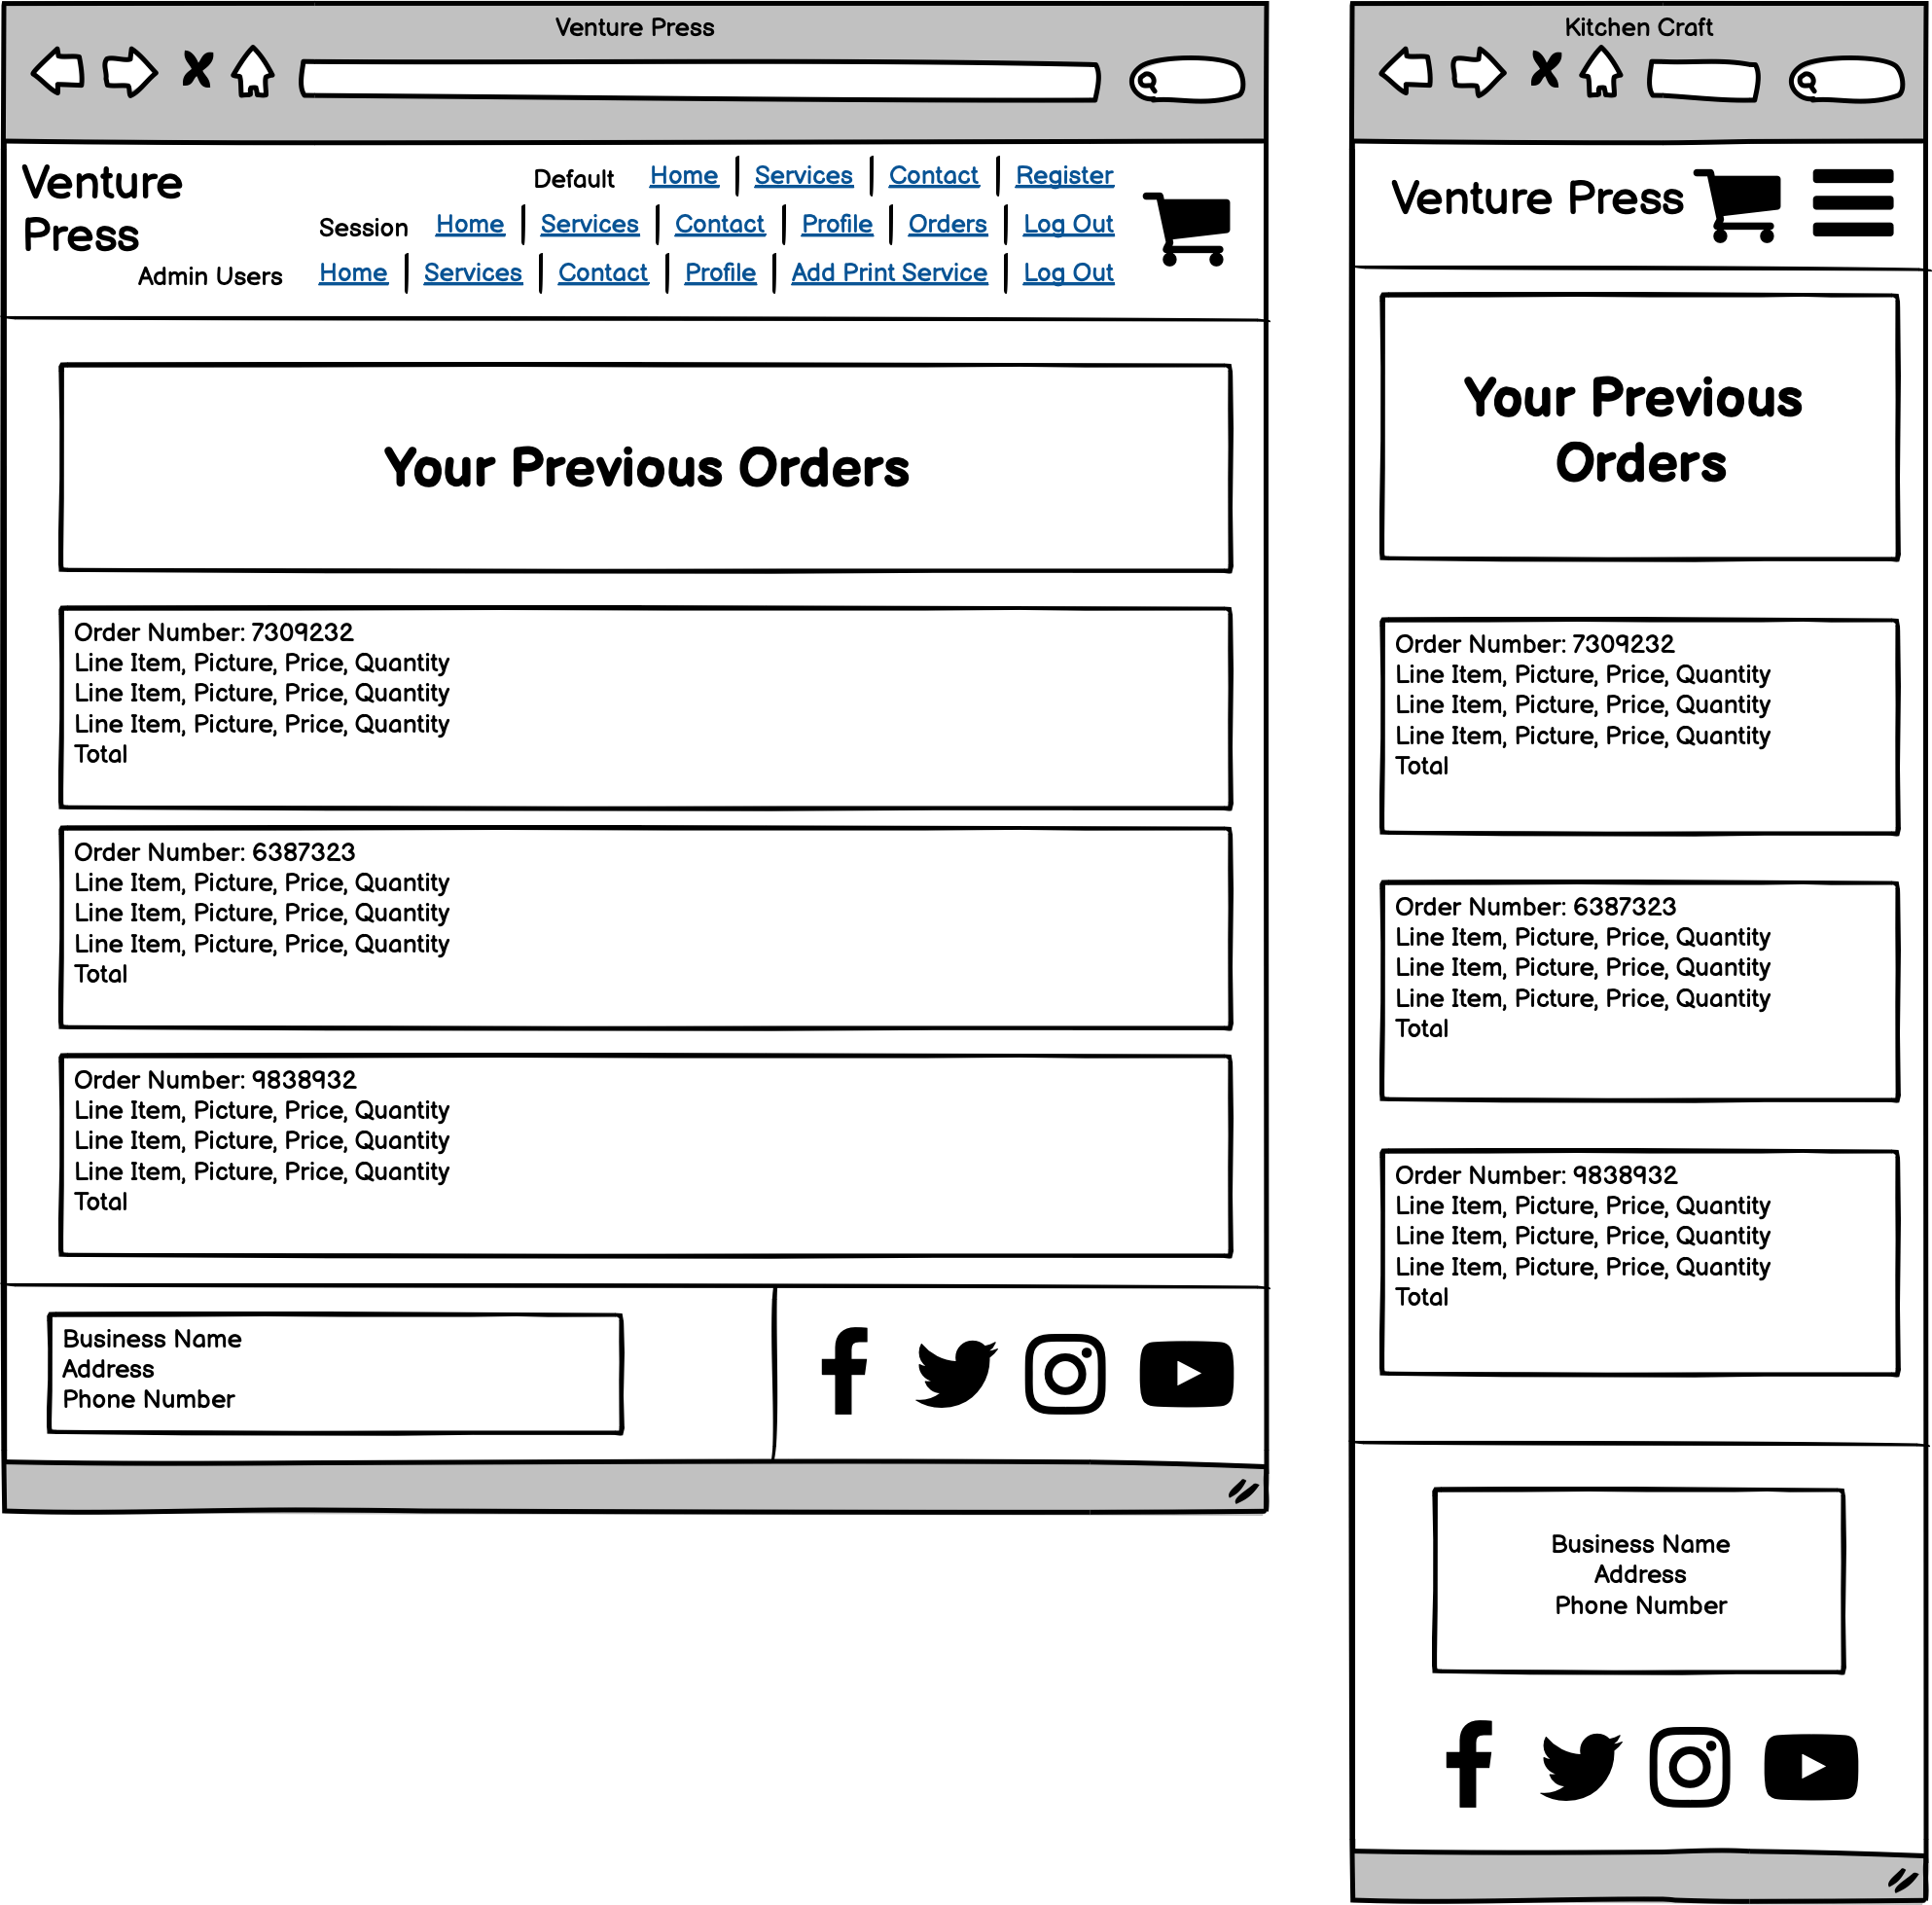 Venture Press
Venture
Press
Default Home Services Contact Register
Session Home Services Contact Profile Orders Log Out
Admin Users Home Services Contact Profile Add Print Service Log Out
Your Previous Orders
Order Number: 7309232
Line Item, Picture, Price, Quantity
Line Item, Picture, Price, Quantity
Line Item, Picture, Price, Quantity
Total
Order Number: 6387323
Line Item, Picture, Price, Quantity
Line Item, Picture, Price, Quantity
Line Item, Picture, Price, Quantity
Total
Order Number: 9838932
Line Item, Picture, Price, Quantity
Line Item, Picture, Price, Quantity
Line Item, Picture, Price, Quantity
Total
Business Name
Address
Phone Number
Kitchen Craft
Venture Press
Your Previous
Orders
Order Number: 7309232
Line Item, Picture, Price, Quantity
Line Item, Picture, Price, Quantity
Line Item, Picture, Price, Quantity
Total
Order Number: 6387323
Line Item, Picture, Price, Quantity
Line Item, Picture, Price, Quantity
Line Item, Picture, Price, Quantity
Total
Order Number: 9838932
Line Item, Picture, Price, Quantity
Line Item, Picture, Price, Quantity
Line Item, Picture, Price, Quantity
Total
Business Name
Address
Phone Number